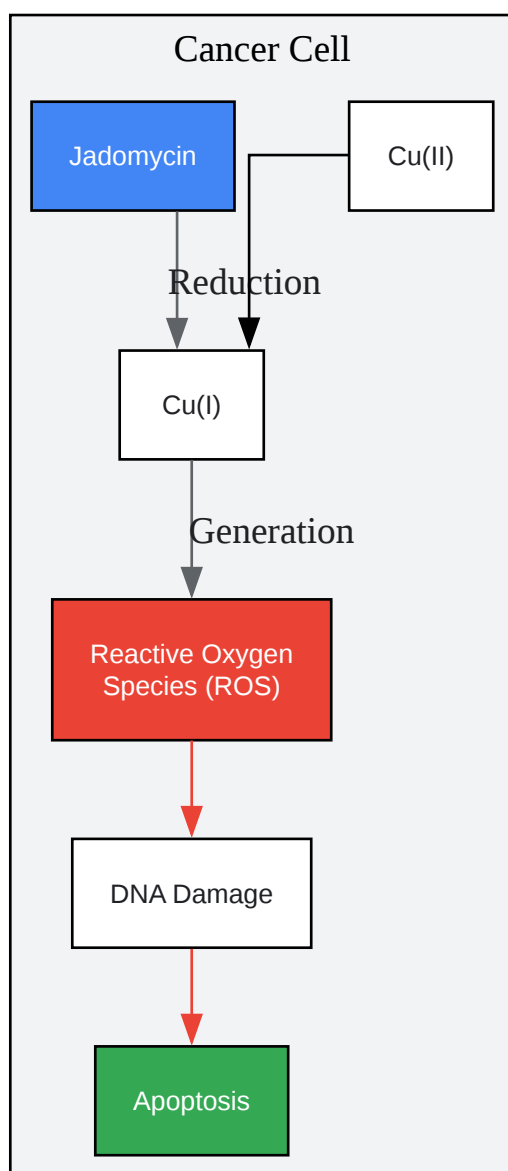 Cancer Cell
Jadomycin
Cu(II)
Reduction
Cu(I)
Generation
Reactive Oxygen
Species (ROS)
DNA Damage
Apoptosis